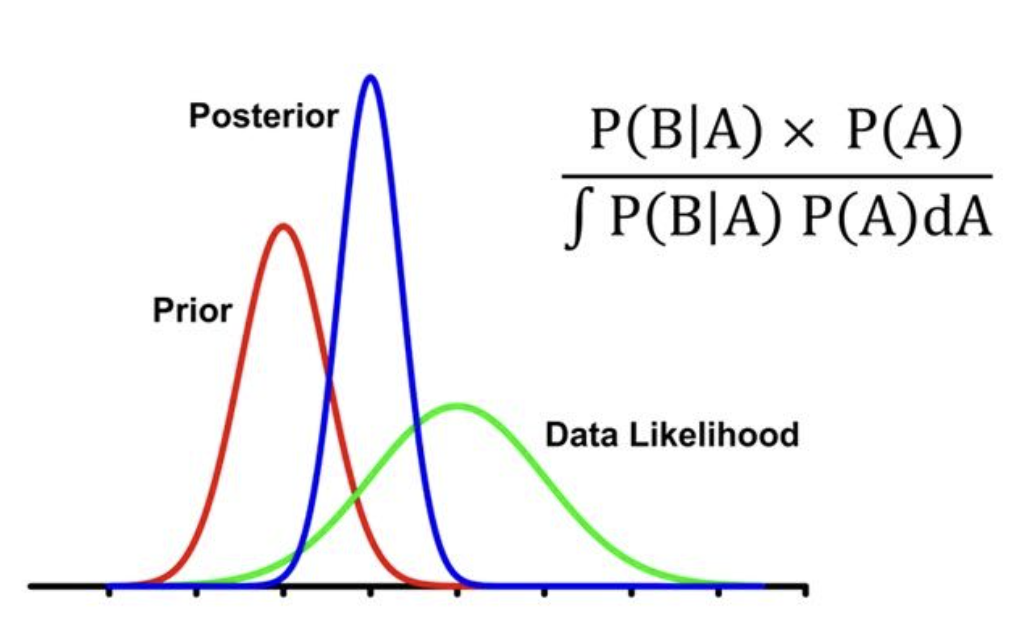 Posterior
P(B|A) × P(A)
∫ P(B|A) P(A)dA
Prior
Data Likelihood